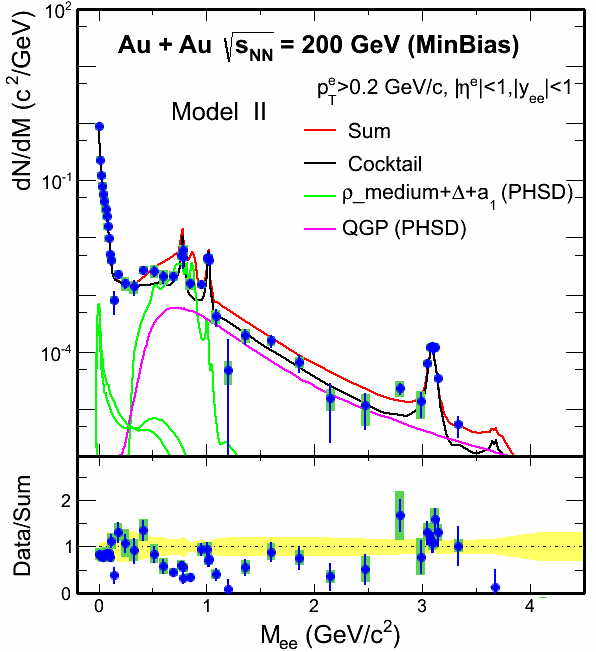 10²
Au + Au √sNN = 200 GeV (MinBias)
pTᵉ>0.2 GeV/c, |ηᵉ|<1,|yee|<1
Model II
Sum
Cocktail
ρ_medium+Δ+a₁ (PHSD)
QGP (PHSD)
dN/dM (c²/GeV)
10⁻¹
10⁻⁴
Data/Sum
2
1
0
0 1 2 3 4
Mee (GeV/c²)